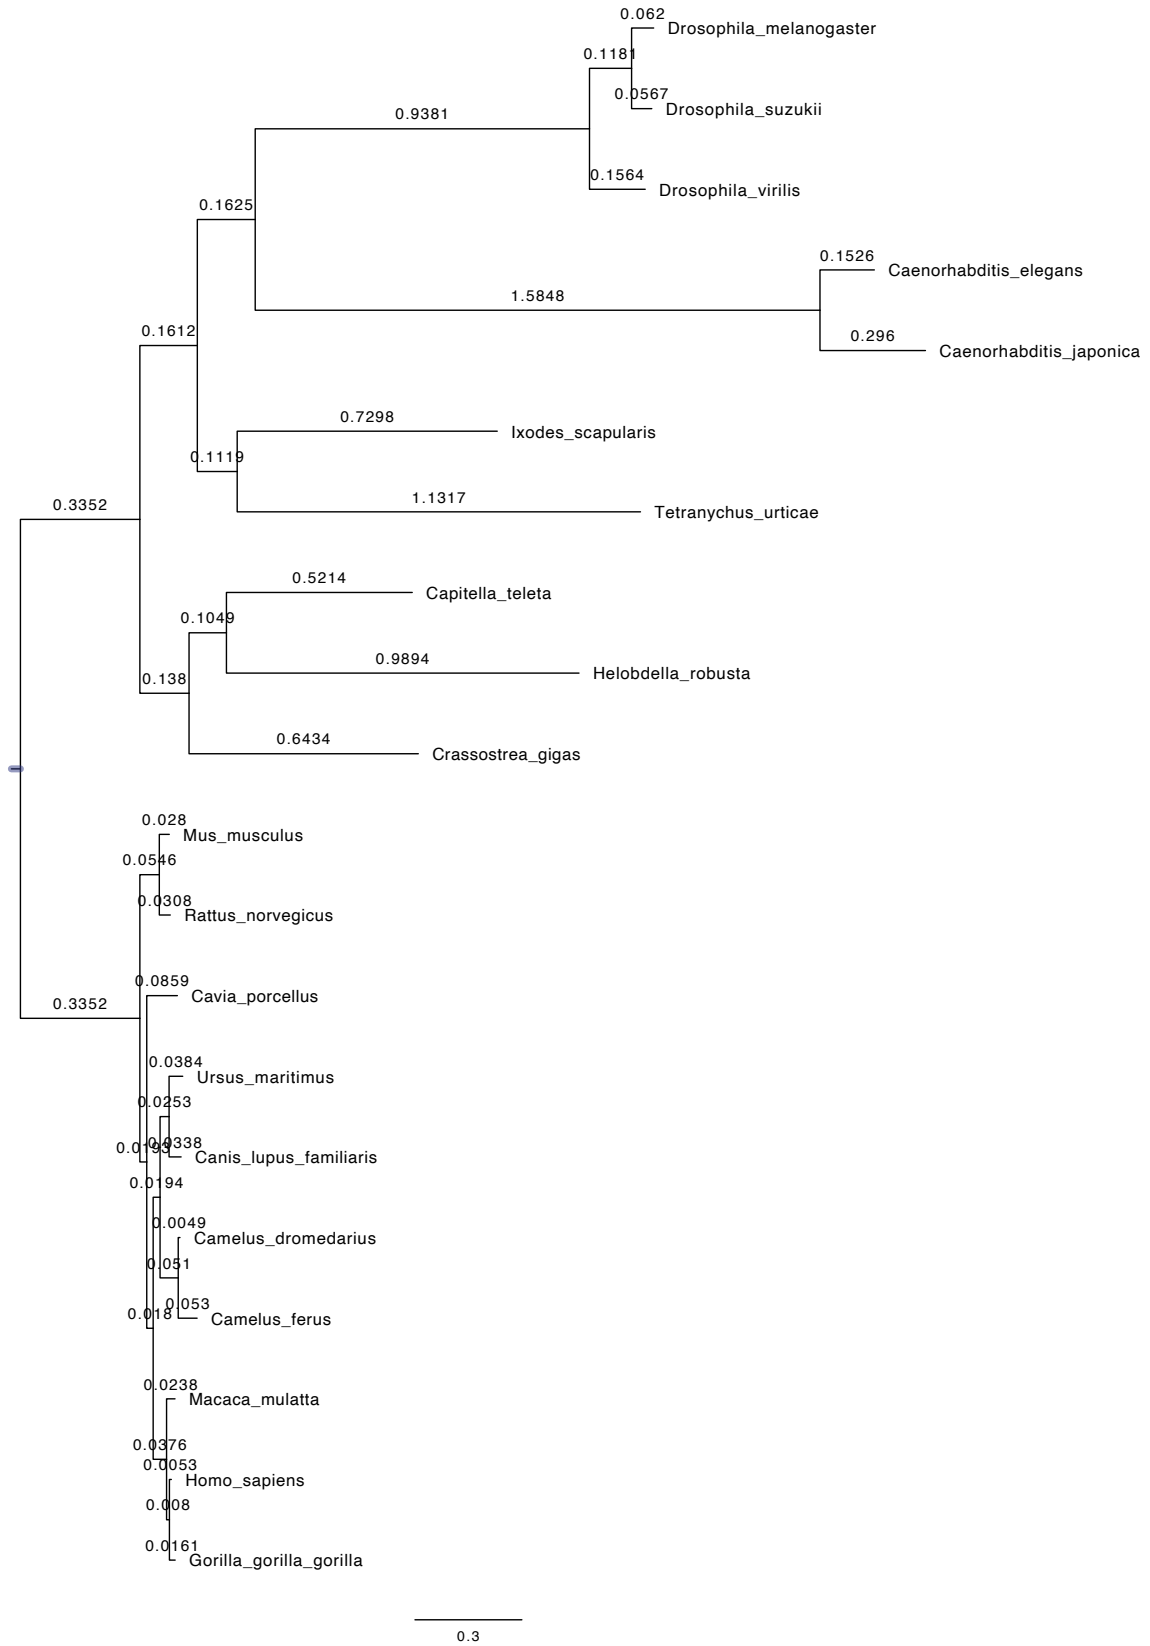 0.062
Drosophila_melanogaster
0.1181
0.0567
Drosophila_suzukii
0.9381
0.1564
Drosophila_virilis
0.1625
0.1526
Caenorhabditis_elegans
1.5848
0.296
Caenorhabditis_japonica
0.1612
0.7298
Ixodes_scapularis
0.1119
1.1317
Tetranychus_urticae
0.3352
0.5214
Capitella_teleta
0.1049
0.9894
Helobdella_robusta
0.138
0.6434
Crassostrea_gigas
0.028
Mus_musculus
0.0546
0.0308
Rattus_norvegicus
0.0859
Cavia_porcellus
0.3352
0.0384
Ursus_maritimus
0.0253
0.0338
0.0193
Canis_lupus_familiaris
0.0194
0.0049
Camelus_dromedarius
0.051
0.053
0.018
Camelus_ferus
0.0238
Macaca_mulatta
0.0376
0.0053
Homo_sapiens
0.008
0.0161
Gorilla_gorilla_gorilla
0.3